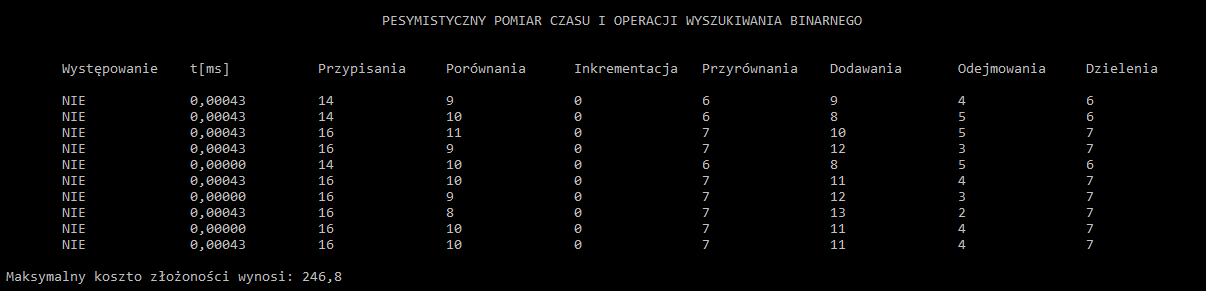 PESYMISTYCZNY POMIAR CZASU I OPERACJI WYSZUKIWANIA BINARNEGO
Występowanie t[ms] Przypisania Porównania Inkrementacja Przyrównania Dodawania Odejmowania Dzielenia
NIE 0,00043 14 9 0 6 9 4 6
NIE 0,00043 14 10 0 6 8 5 6
NIE 0,00043 16 11 0 7 10 5 7
NIE 0,00043 16 9 0 7 12 3 7
NIE 0,00000 14 10 0 6 8 5 6
NIE 0,00043 16 10 0 7 11 4 7
NIE 0,00000 16 9 0 7 12 3 7
NIE 0,00043 16 8 0 7 13 2 7
NIE 0,00000 16 10 0 7 11 4 7
NIE 0,00043 16 10 0 7 11 4 7
Maksymalny koszto złożoności wynosi: 246,8